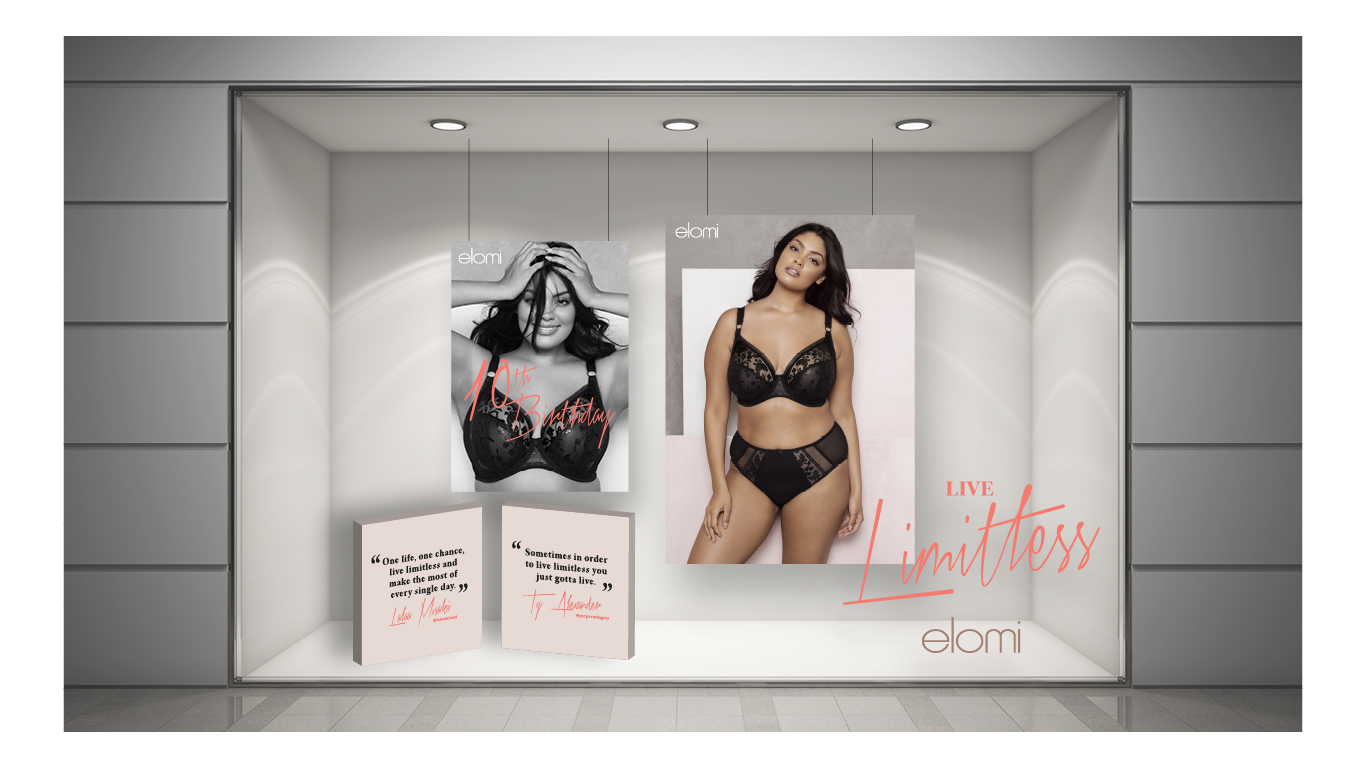 elomi
10th
Birthday
elomi
“One life, one chance,
live limitless and
make the most of
every single day.”
“Sometimes in order
to live limitless you
just gotta live.”
Ty Alexander
LIVE
Limitless
elomi